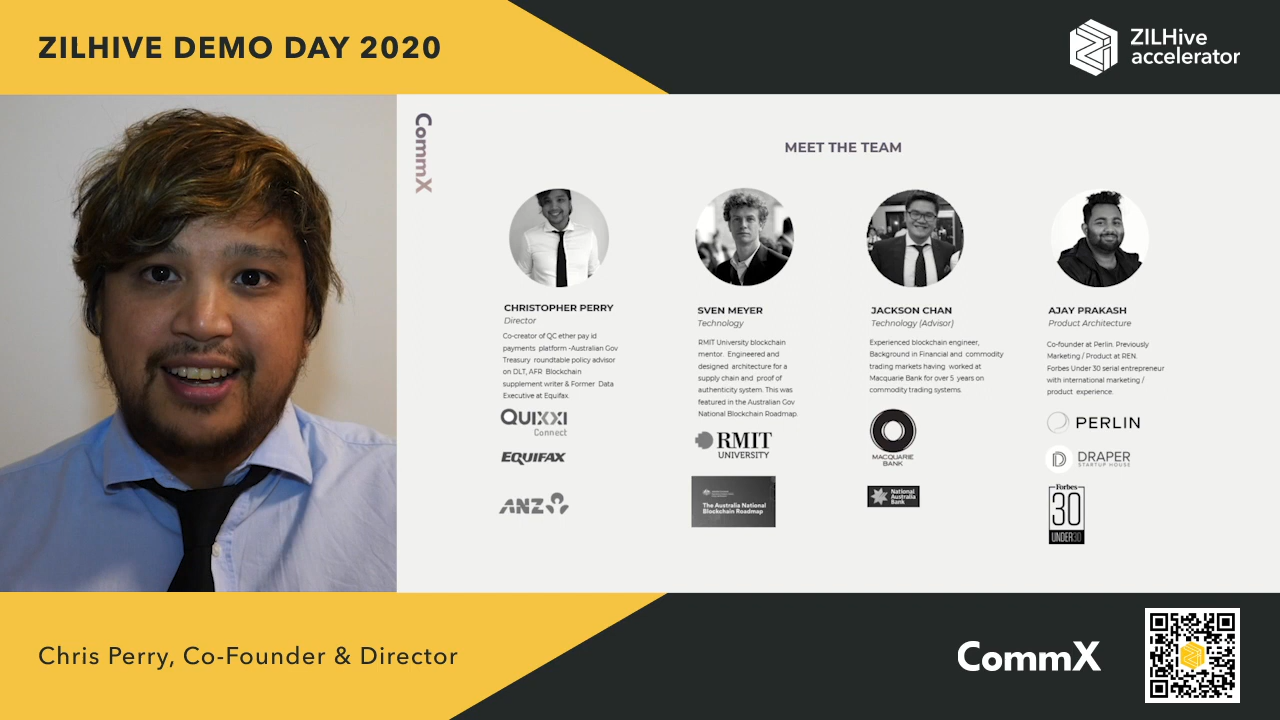 ZILHIVE DEMO DAY 2020
ZILHive
accelerator
CommX
MEET THE TEAM
CHRISTOPHER PERRY
Director
Co-creator of QC ether pay id
payments platform -Australian Gov
Treasury roundtable policy advisor
on DLT, AFR Blockchain
supplement writer & Former Data
Executive at Equifax.
QUIXXI
Connect
EQUIFAX
ANZ
SVEN MEYER
Technology
RMIT University blockchain
mentor. Engineered and
designed architecture for a
supply chain and proof of
authenticity system. This was
featured in the Australian Gov
National Blockchain Roadmap.
RMIT
UNIVERSITY
The Australia National
Blockchain Roadmap
JACKSON CHAN
Technology (Advisor)
Experienced blockchain engineer,
Background in Financial and commodity
trading markets having worked at
Macquarie Bank for over 5 years on
commodity trading systems.
MACQUARIE
BANK
National
Australia
Bank
AJAY PRAKASH
Product Architecture
Co-founder at Perlin. Previously
Marketing / Product at REN.
Forbes Under 30 serial entrepreneur
with international marketing /
product experience.
PERLIN
DRAPER
STARTUP HOUSE
Forbes
30
UNDER30
Chris Perry, Co-Founder & Director
CommX